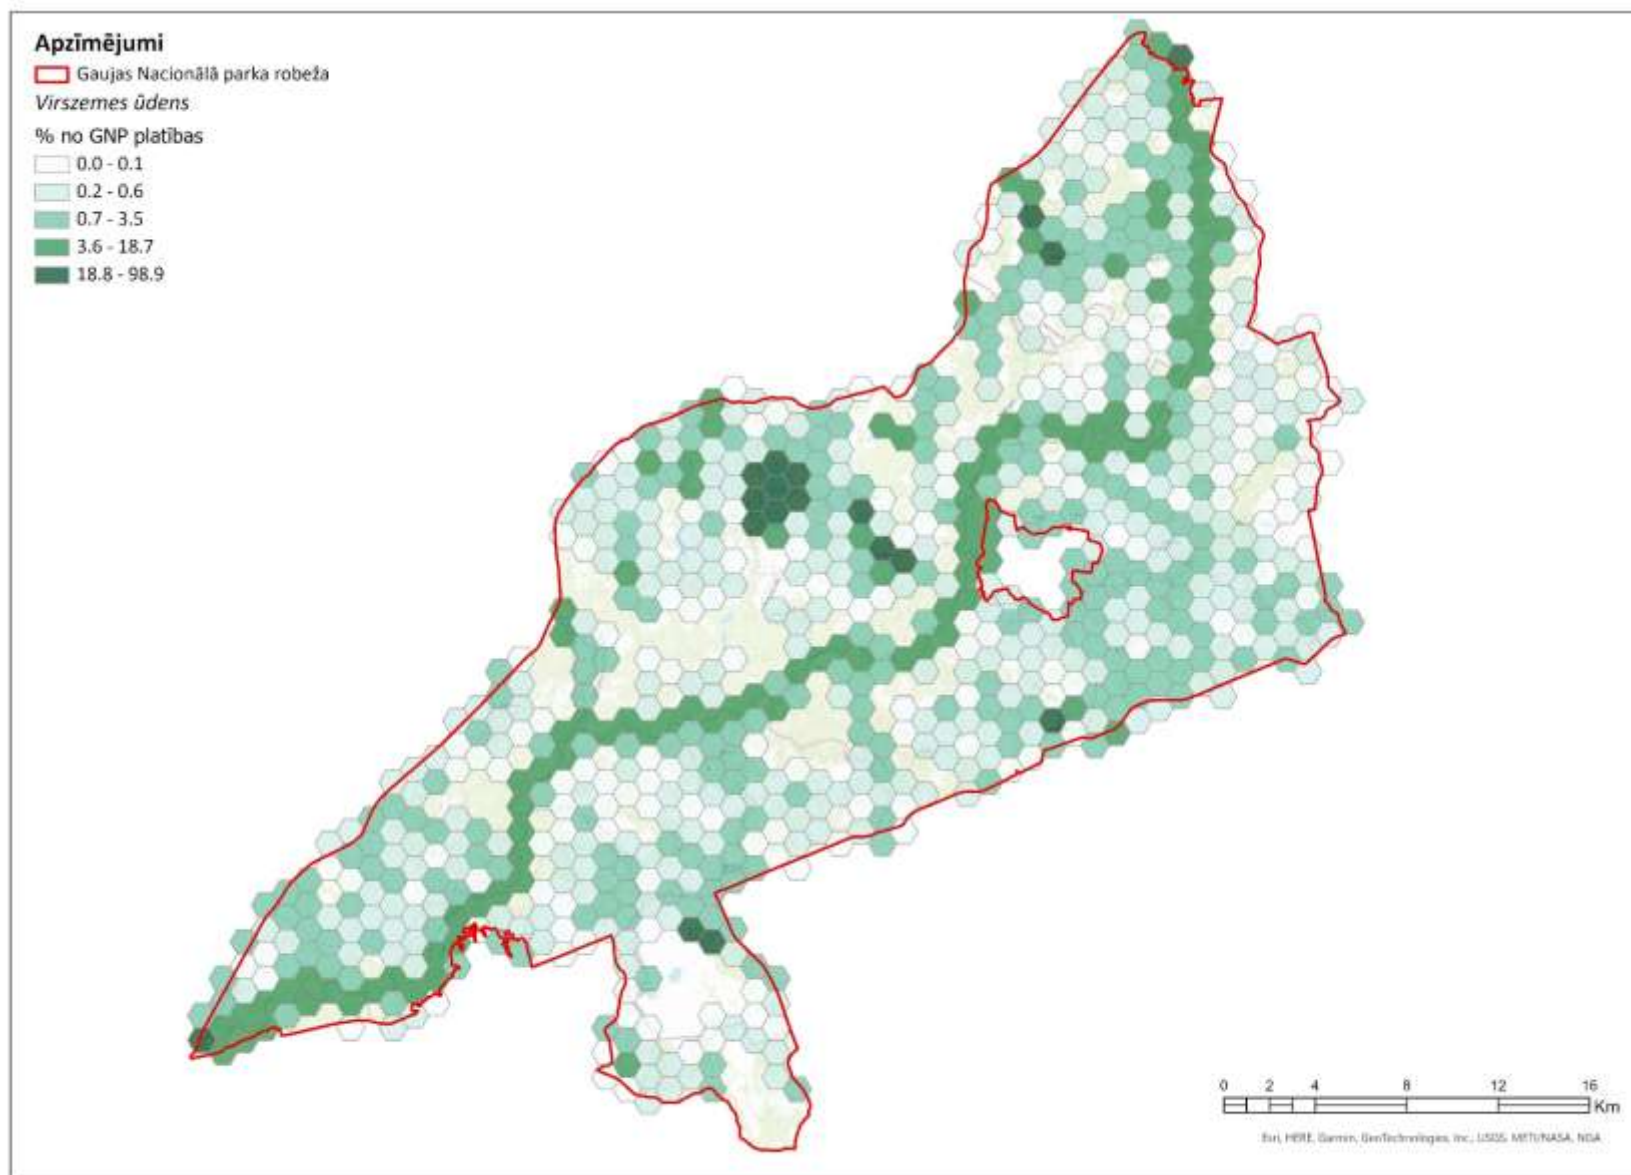 Apzīmējumi
Gaujas Nacionālā parka robeža
Virszemes ūdens
% no GNP platības
0.0 - 0.1
0.2 - 0.6
0.7 - 3.5
3.6 - 18.7
18.8 - 98.9
0 2 4 8 12 16
Km
Esri, HERE, Garmin, GeoTechnologies, Inc., USGS, METI/NASA, NGA